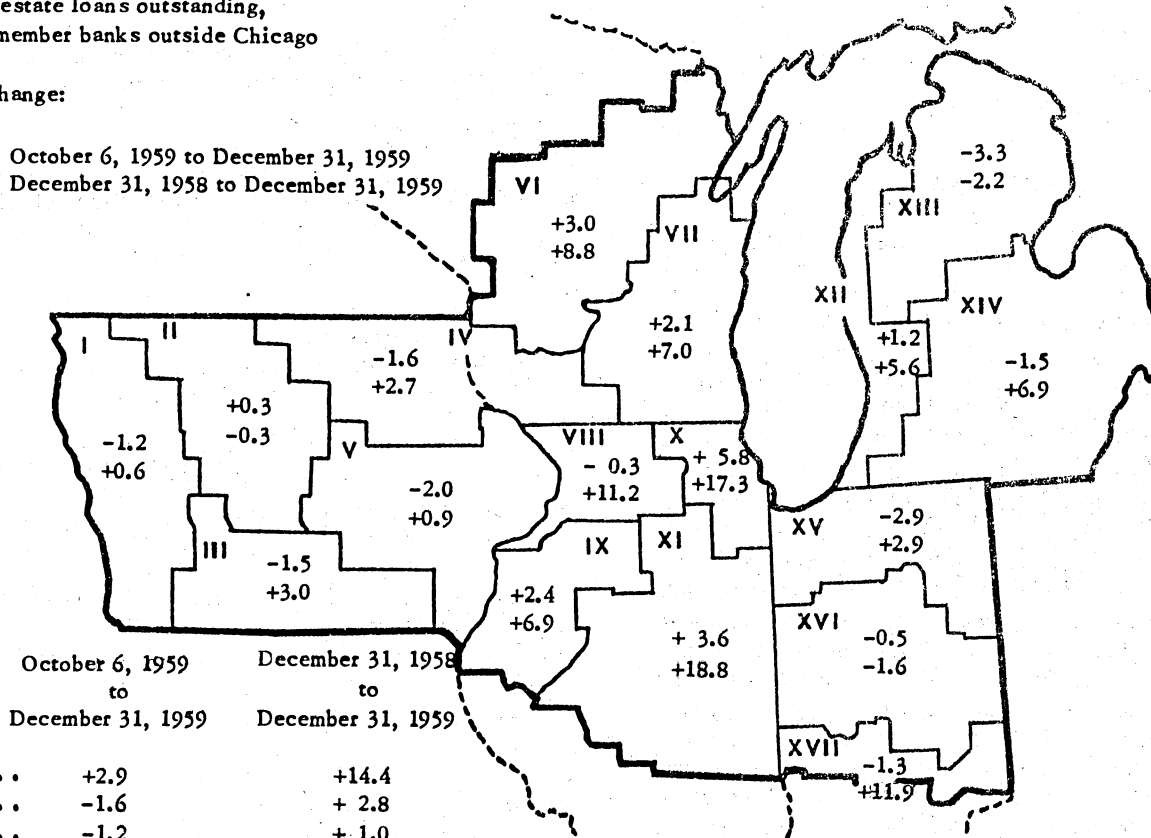 estate loans outstanding,
member banks outside Chicago
hange:
October 6, 1959 to December 31, 1959
December 31, 1958 to December 31, 1959
VI
+3.0
+8.8
VII
+2.1
+7.0
XII
+1.2
+5.6
XIII
-3.3
-2.2
XIV
-1.5
+6.9
I
-1.2
+0.6
II
+0.3
-0.3
IV
-1.6
+2.7
V
-2.0
+0.9
III
-1.5
+3.0
VIII
- 0.3
+11.2
X
+ 5.8
+17.3
IX
+2.4
+6.9
XI
+ 3.6
+18.8
XV
-2.9
+2.9
XVI
-0.5
-1.6
XVII
-1.3
+11.9
October 6, 1959 December 31, 1958
to to
December 31, 1959 December 31, 1959
.. +2.9 +14.4
.. -1.6 + 2.8
.. -1.2 + 1.0